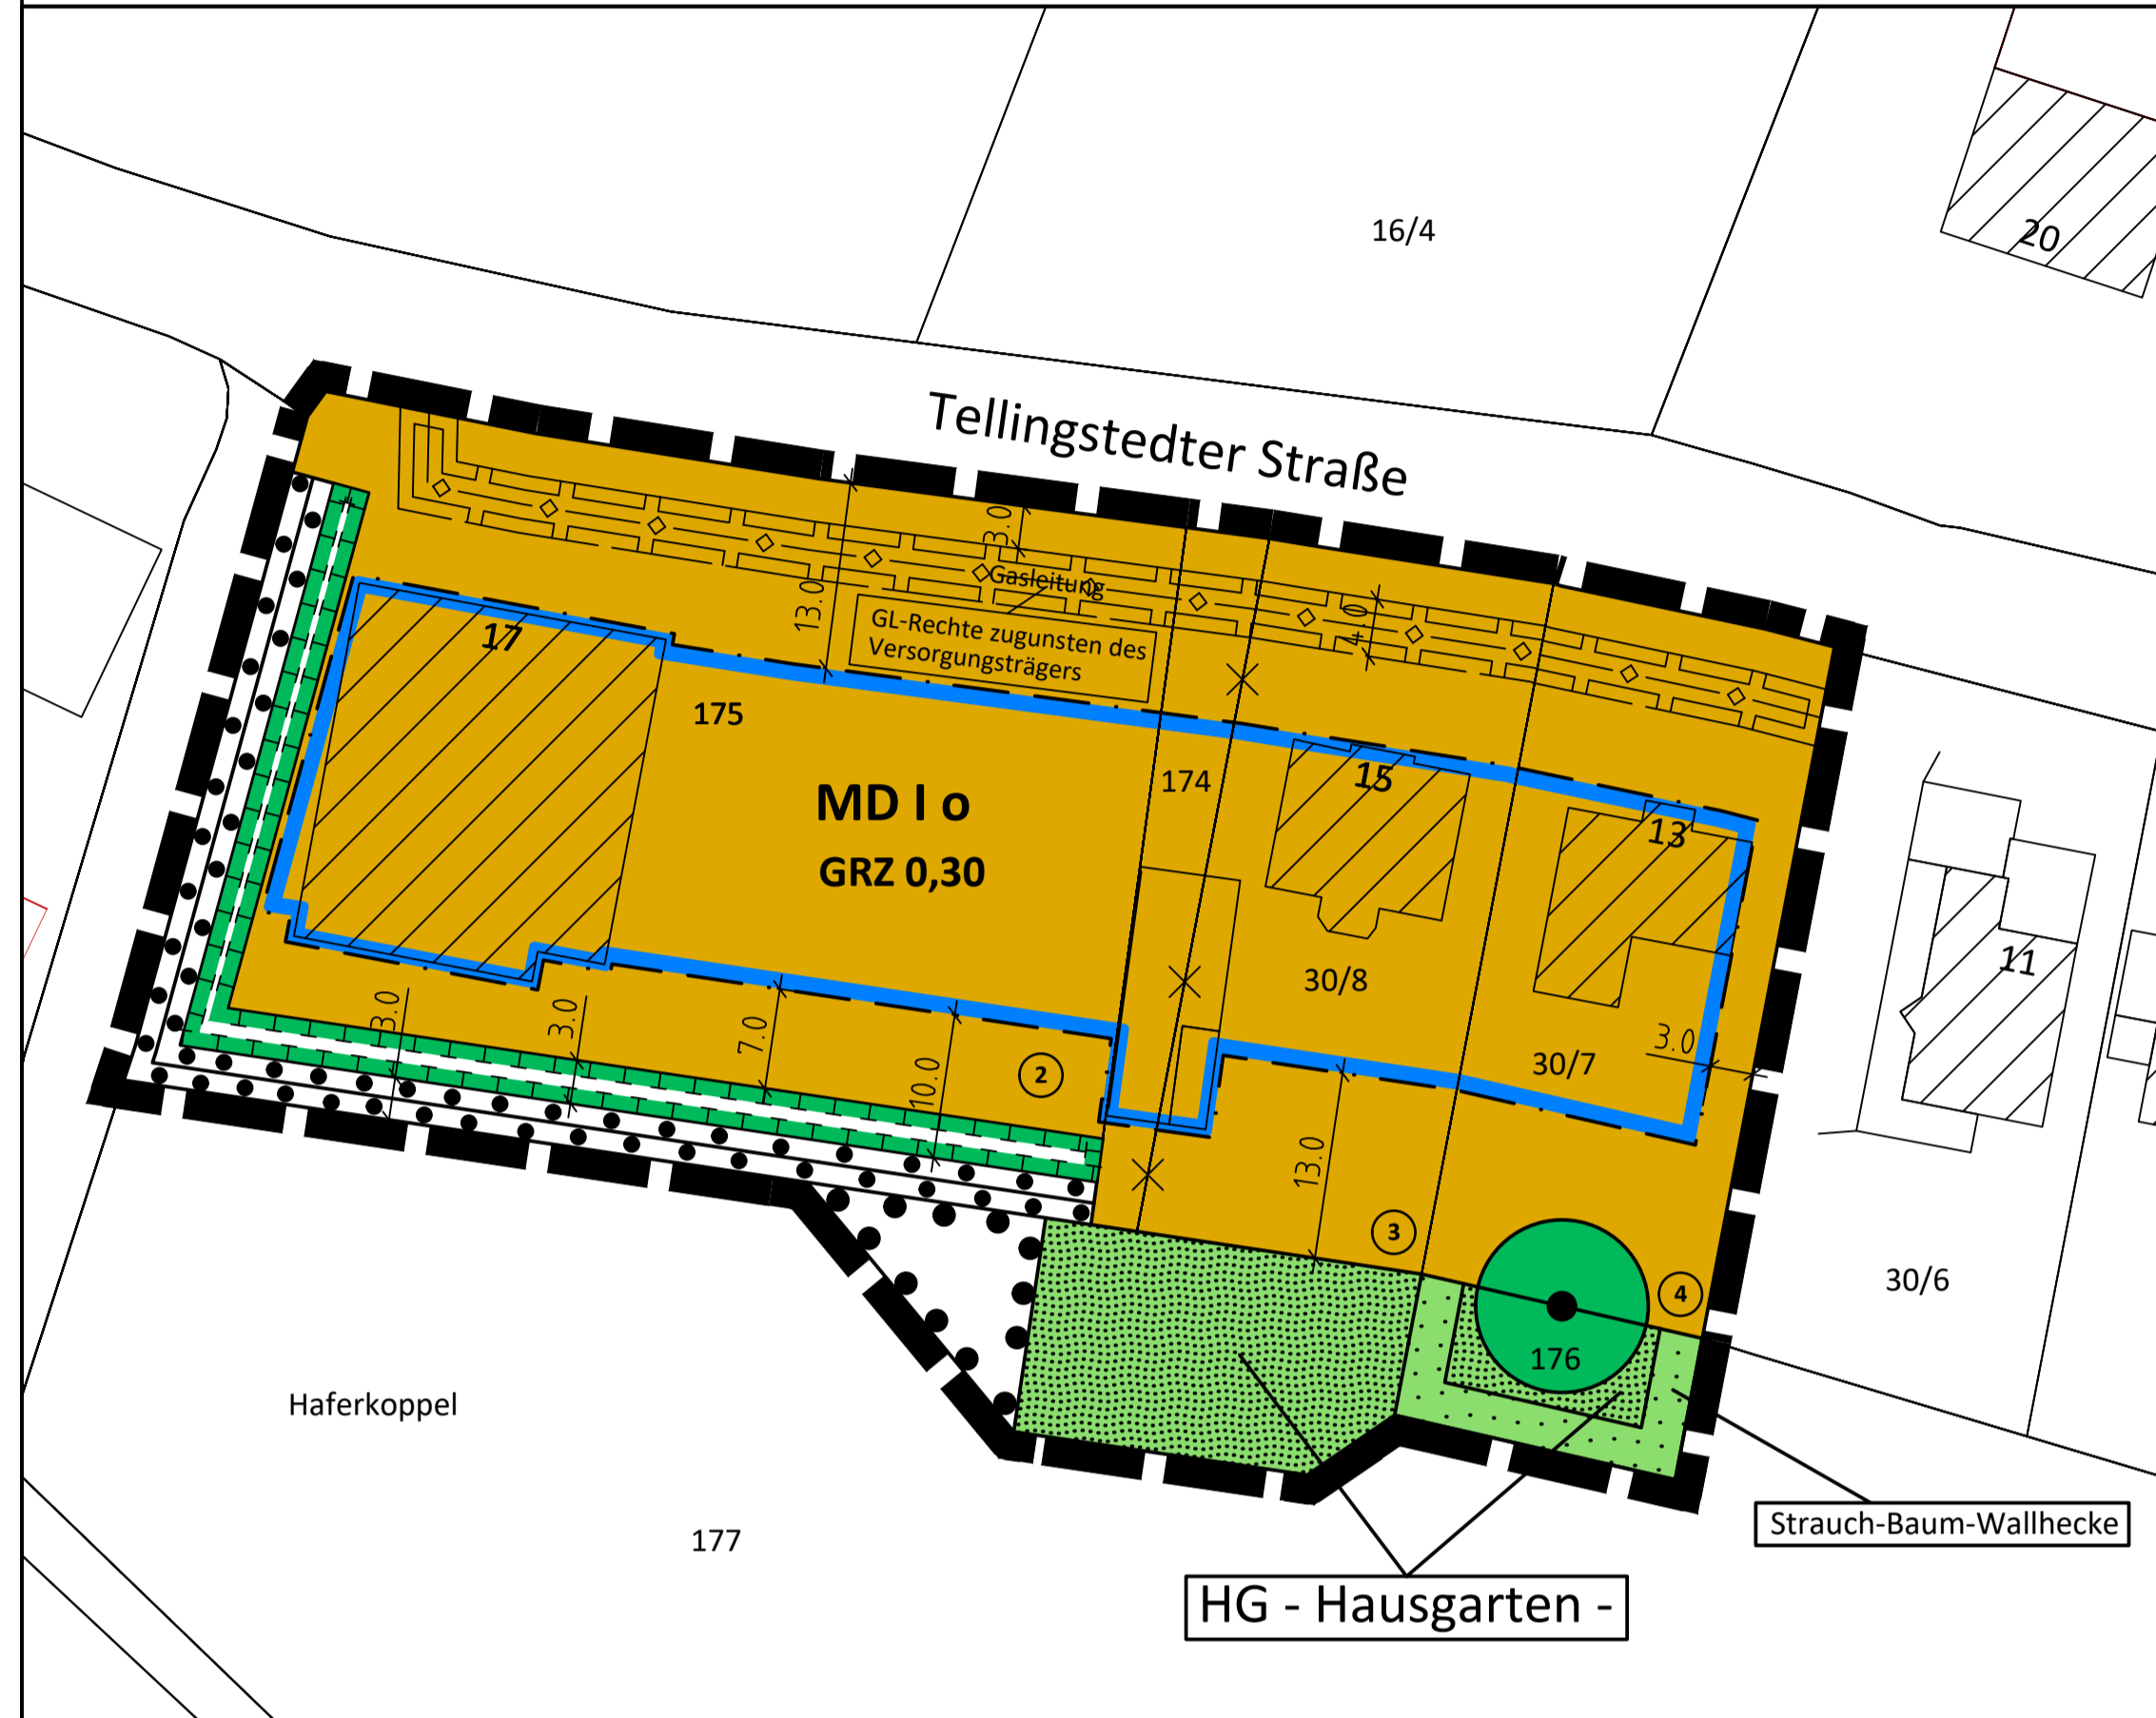 16/4
20
Tellingstedter Straße
3.0
13.0
Gasleitung
4.0
GL-Rechte zugunsten des
Versorgungsträgers
17
175
174
15
13
MD I o
GRZ 0,30
11
30/8
3.0
3.0
7.0
10.0
2
30/7
3.0
13.0
3
4
30/6
176
Haferkoppel
177
Strauch-Baum-Wallhecke
HG - Hausgarten -